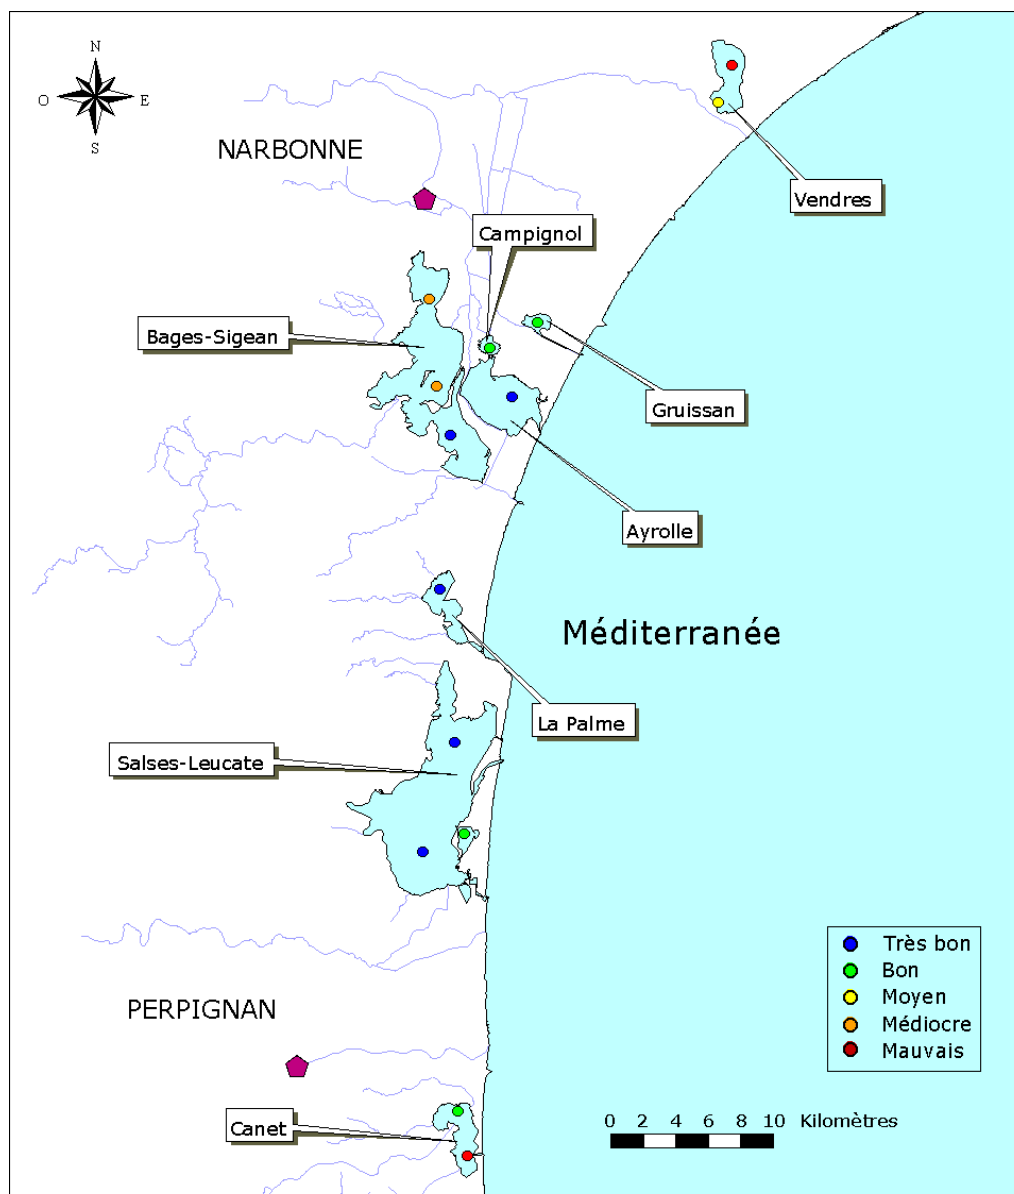 N
O
E
S
NARBONNE
Vendres
Campignol
Bages-Sigean
Gruissan
Ayrolle
Méditerranée
La Palme
Salses-Leucate
Très bon
Bon
Moyen
Médiocre
Mauvais
PERPIGNAN
Canet
0 2 4 6 8 10 Kilomètres